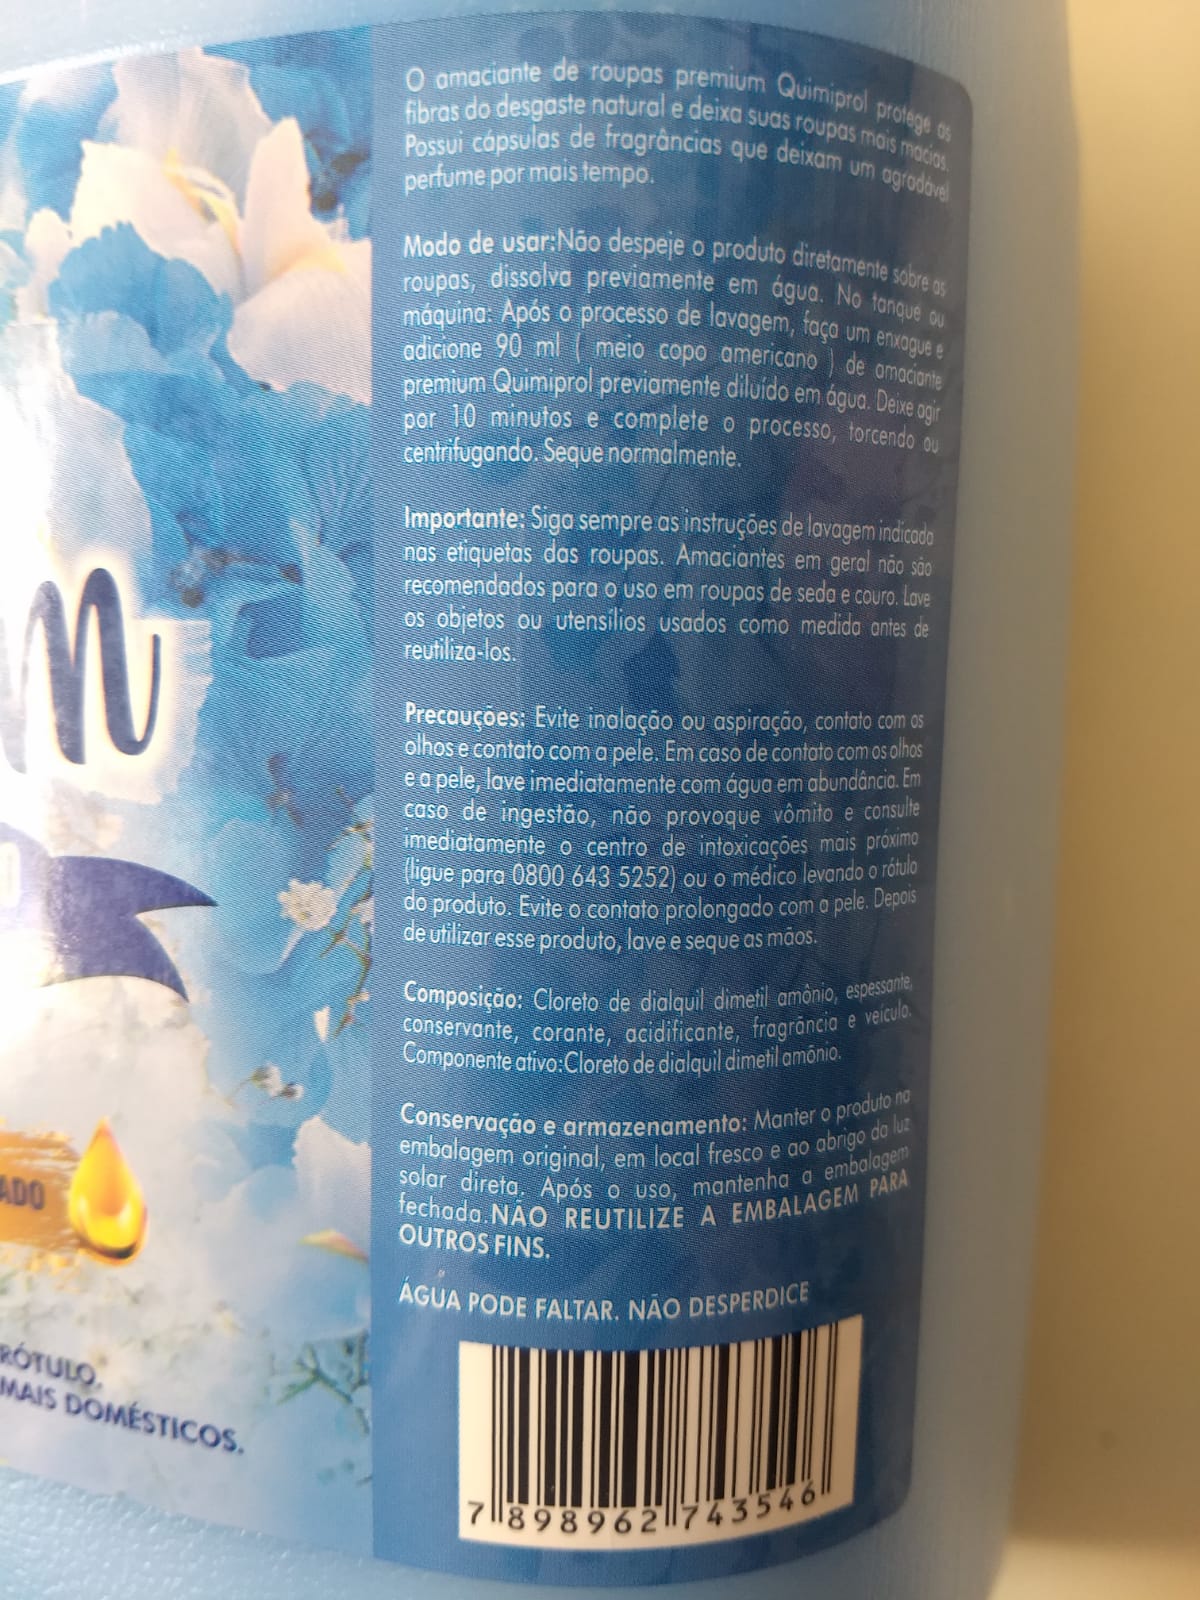 O amaciante de roupas premium Quimiprol protege as
fibras do desgaste natural e deixa suas roupas mais macias.
Possui cápsulas de fragrâncias que deixam um agradável
perfume por mais tempo.
Modo de usar:Não despeje o produto diretamente sobre as
roupas, dissolva previamente em água. No tanque ou
máquina: Após o processo de lavagem, faça um enxague e
adicione 90 ml ( meio copo americano ) de amaciante
premium Quimiprol previamente diluído em água. Deixe agir
por 10 minutos e complete o processo, torcendo ou
centrifugando. Seque normalmente.
Importante: Siga sempre as instruções de lavagem indicada
nas etiquetas das roupas. Amaciantes em geral não são
recomendados para o uso em roupas de seda e couro. Lave
os objetos ou utensílios usados como medida antes de
reutiliza-los.
Precauções: Evite inalação ou aspiração, contato com os
olhos e contato com a pele. Em caso de contato com os olhos
e a pele, lave imediatamente com água em abundância. Em
caso de ingestão, não provoque vômito e consulte
imediatamente o centro de intoxicações mais próximo
(ligue para 0800 643 5252) ou o médico levando o rótulo
do produto. Evite o contato prolongado com a pele. Depois
de utilizar esse produto, lave e seque as mãos.
Composição: Cloreto de dialquil dimetil amônio, espessante,
conservante, corante, acidificante, fragrância e veículo.
Componente ativo:Cloreto de dialquil dimetil amônio.
Conservação e armazenamento: Manter o produto na
embalagem original, em local fresco e ao abrigo da luz
solar direta. Após o uso, mantenha a embalagem
fechada.NÃO REUTILIZE A EMBALAGEM PARA
OUTROS FINS.
ÁGUA PODE FALTAR. NÃO DESPERDICE
7 898962 743546
ADO
RÓTULO.
MAIS DOMÉSTICOS.